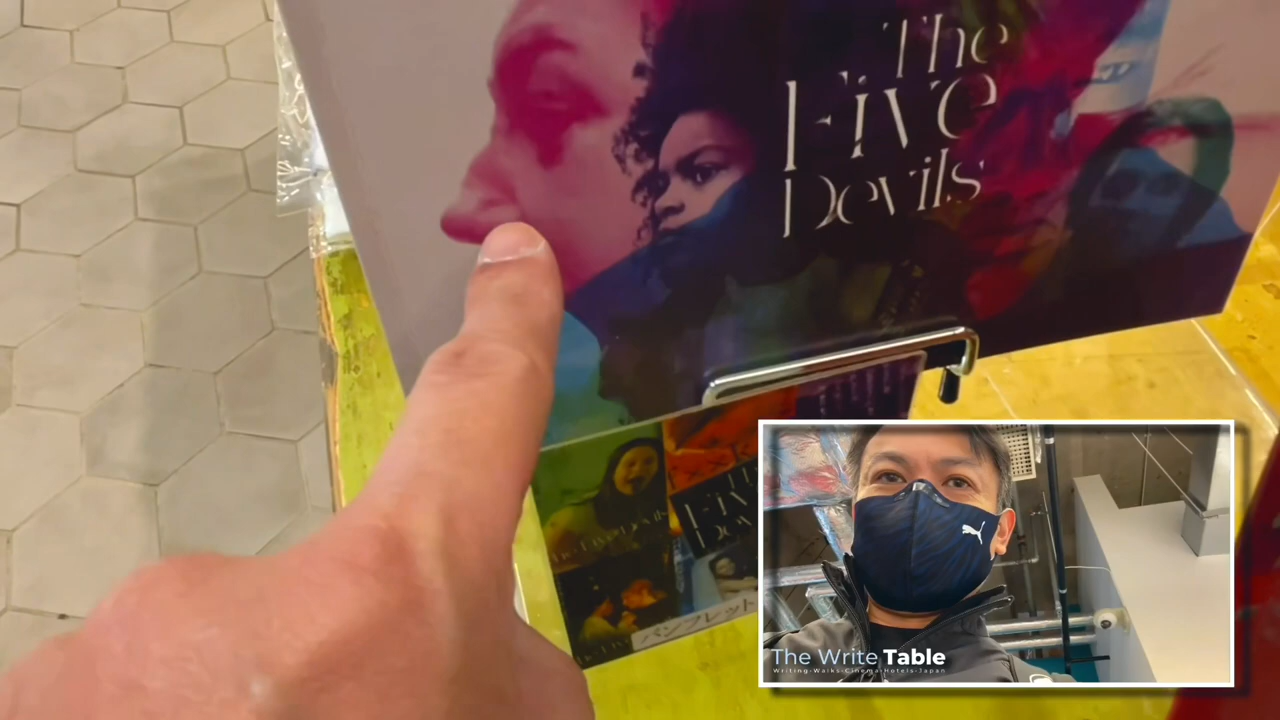 The
Five
Devils
The Five Devils
パンフレット
The Write Table
Writing-Walks-Cinema-Hotels-Japan